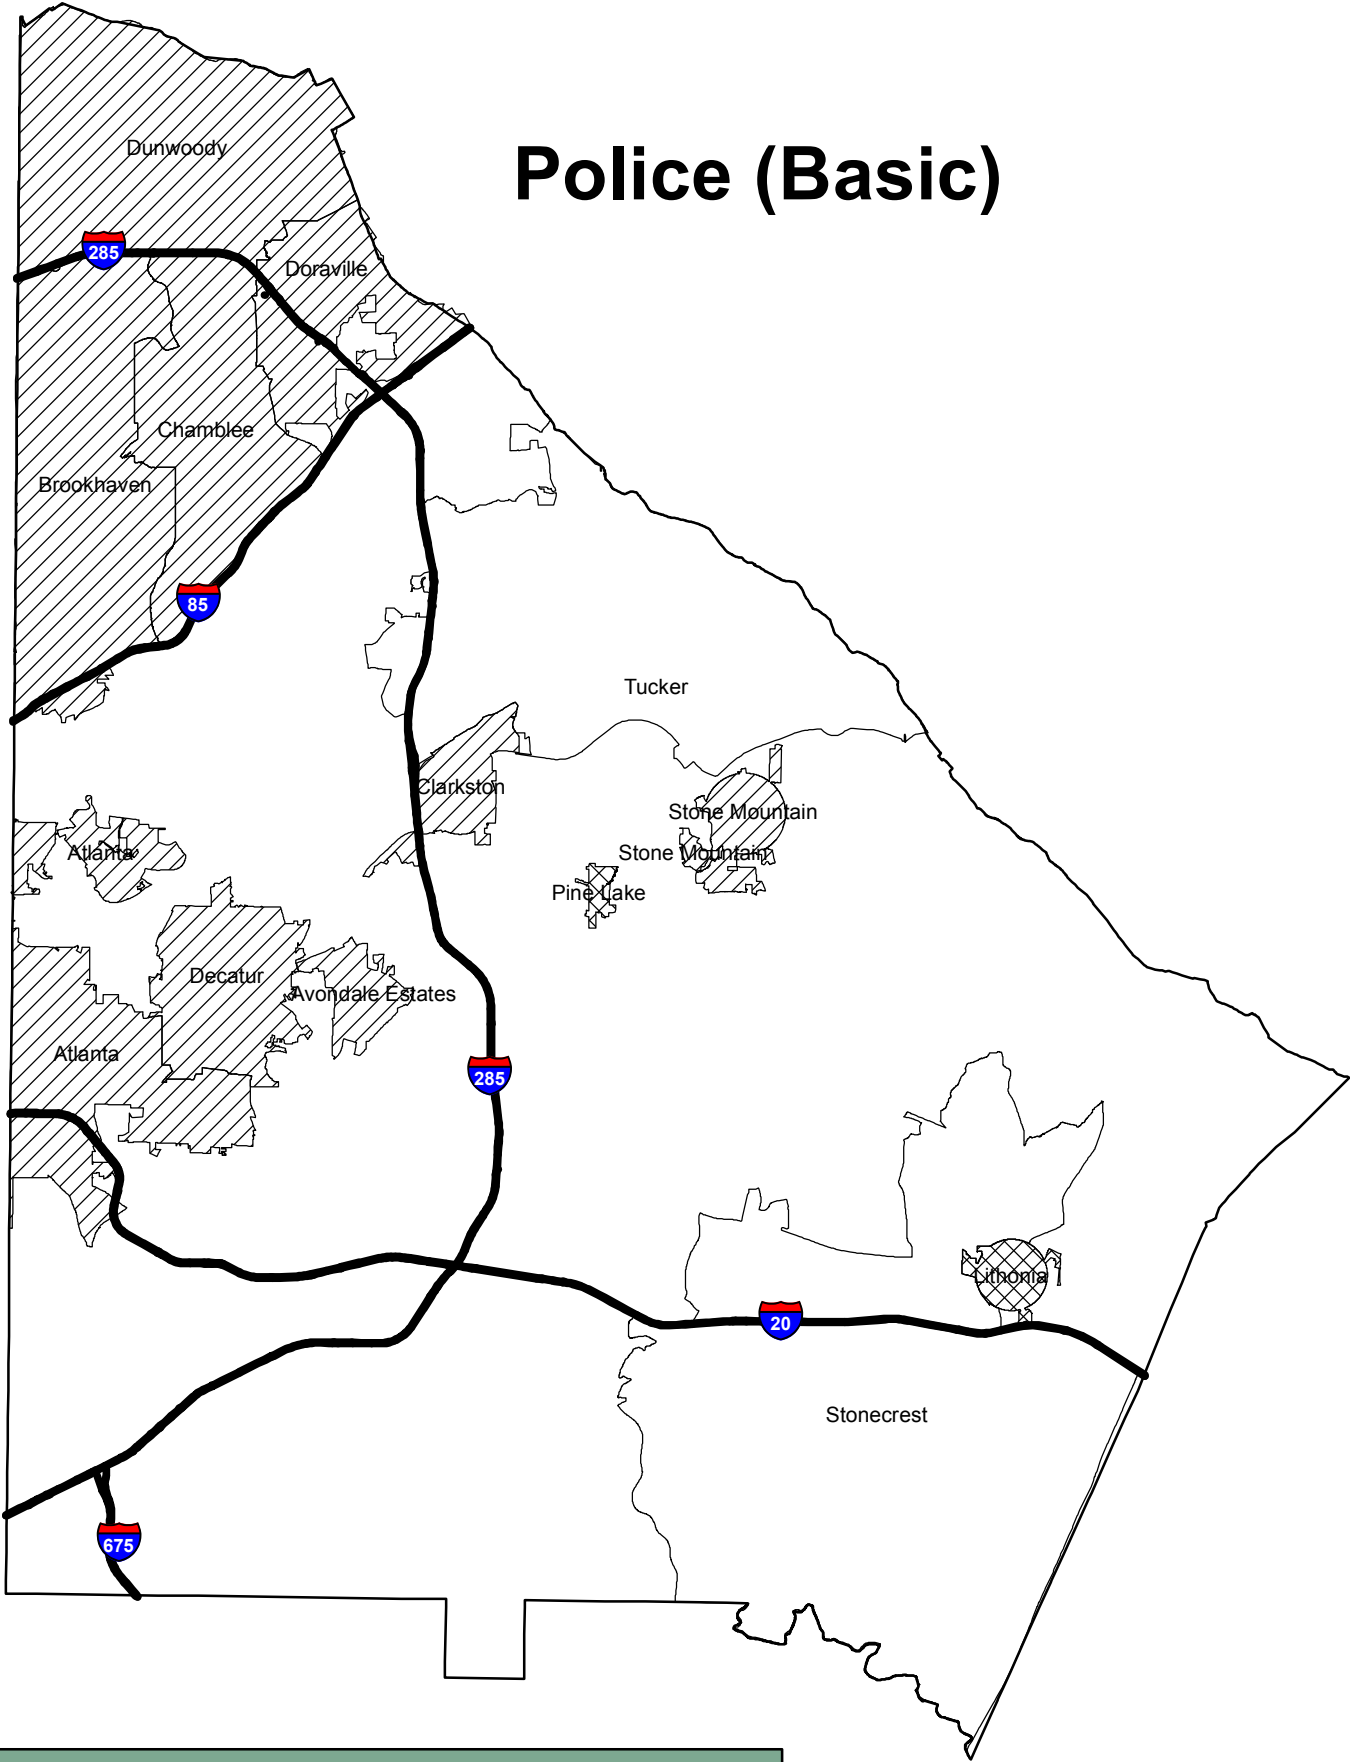 Police (Basic)
Dunwoody
285
Doraville
Chamblee
Brookhaven
85
Tucker
Clarkston
Stone Mountain
Atlanta
Stone Mountain
Pine Lake
Decatur
Avondale Estates
Atlanta
285
Lithonia
20
Stonecrest
675